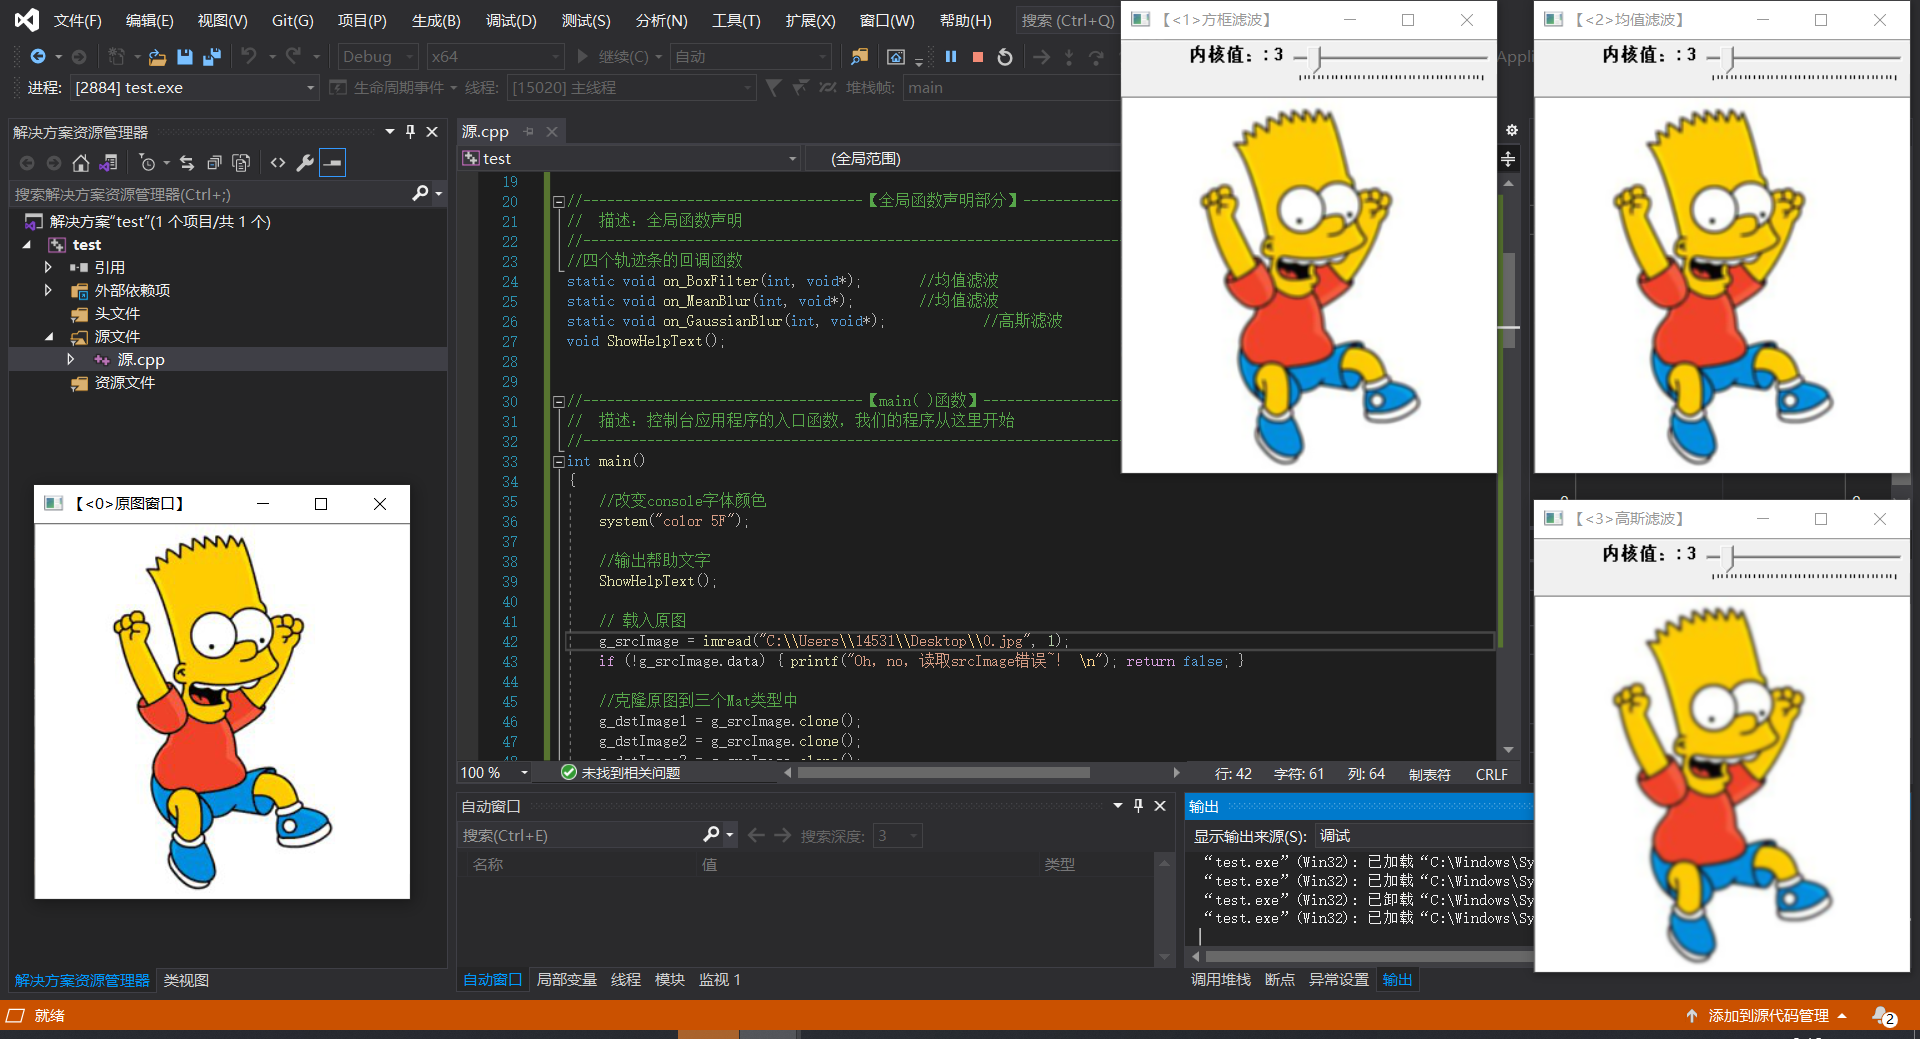 文件(F) 编辑(E) 视图(V) Git(G) 项目(P) 生成(B) 调试(D) 测试(S) 分析(N) 工具(T) 扩展(X) 窗口(W) 帮助(H) 搜索 (Ctrl+Q)
Debug x64 继续(C) 自动
进程: [2884] test.exe 生命周期事件 线程: [15020] 主线程 堆栈帧: main
解决方案资源管理器
搜索解决方案资源管理器(Ctrl+;)
解决方案"test"(1 个项目/共 1 个)
test
引用
外部依赖项
头文件
源文件
源.cpp
资源文件
【<0>原图窗口】
解决方案资源管理器 类视图
源.cpp
test (全局范围)
19
20 //-----------------------------------【全局函数声明部分】------------
21 //  描述: 全局函数声明
22 //-------------------------------------------------------------------
23 //四个轨迹条的回调函数
24 static void on_BoxFilter(int, void*); //均值滤波
25 static void on_MeanBlur(int, void*); //均值滤波
26 static void on_GaussianBlur(int, void*); //高斯滤波
27 void ShowHelpText();
28
29
30 //-----------------------------------【main( )函数】-----------------
31 //  描述: 控制台应用程序的入口函数, 我们的程序从这里开始
32 //-------------------------------------------------------------------
33 int main()
34 {
35 //改变console字体颜色
36 system("color 5F");
37
38 //输出帮助文字
39 ShowHelpText();
40
41 // 载入原图
42 g_srcImage = imread("C:\\Users\\14531\\Desktop\\0.jpg", 1);
43 if (!g_srcImage.data) { printf("Oh, no, 读取srcImage错误~!  \n"); return false; }
44
45 //克隆原图到三个Mat类型中
46 g_dstImage1 = g_srcImage.clone();
47 g_dstImage2 = g_srcImage.clone();
100 % 未找到相关问题 行: 42 字符: 61 列: 64 制表符 CRLF
自动窗口
搜索(Ctrl+E) 搜索深度: 3
名称 值 类型
自动窗口 局部变量 线程 模块 监视 1
输出
显示输出来源(S): 调试
"test.exe" (Win32): 已加载 "C:\Windows\Sy
"test.exe" (Win32): 已加载 "C:\Windows\Sy
"test.exe" (Win32): 已卸载 "C:\Windows\Sy
"test.exe" (Win32): 已加载 "C:\Windows\Sy
调用堆栈 断点 异常设置 输出
【<1>方框滤波】
内核值: : 3
【<2>均值滤波】
内核值: : 3
Appli
【<3>高斯滤波】
内核值: : 3
就绪 添加到源代码管理 2